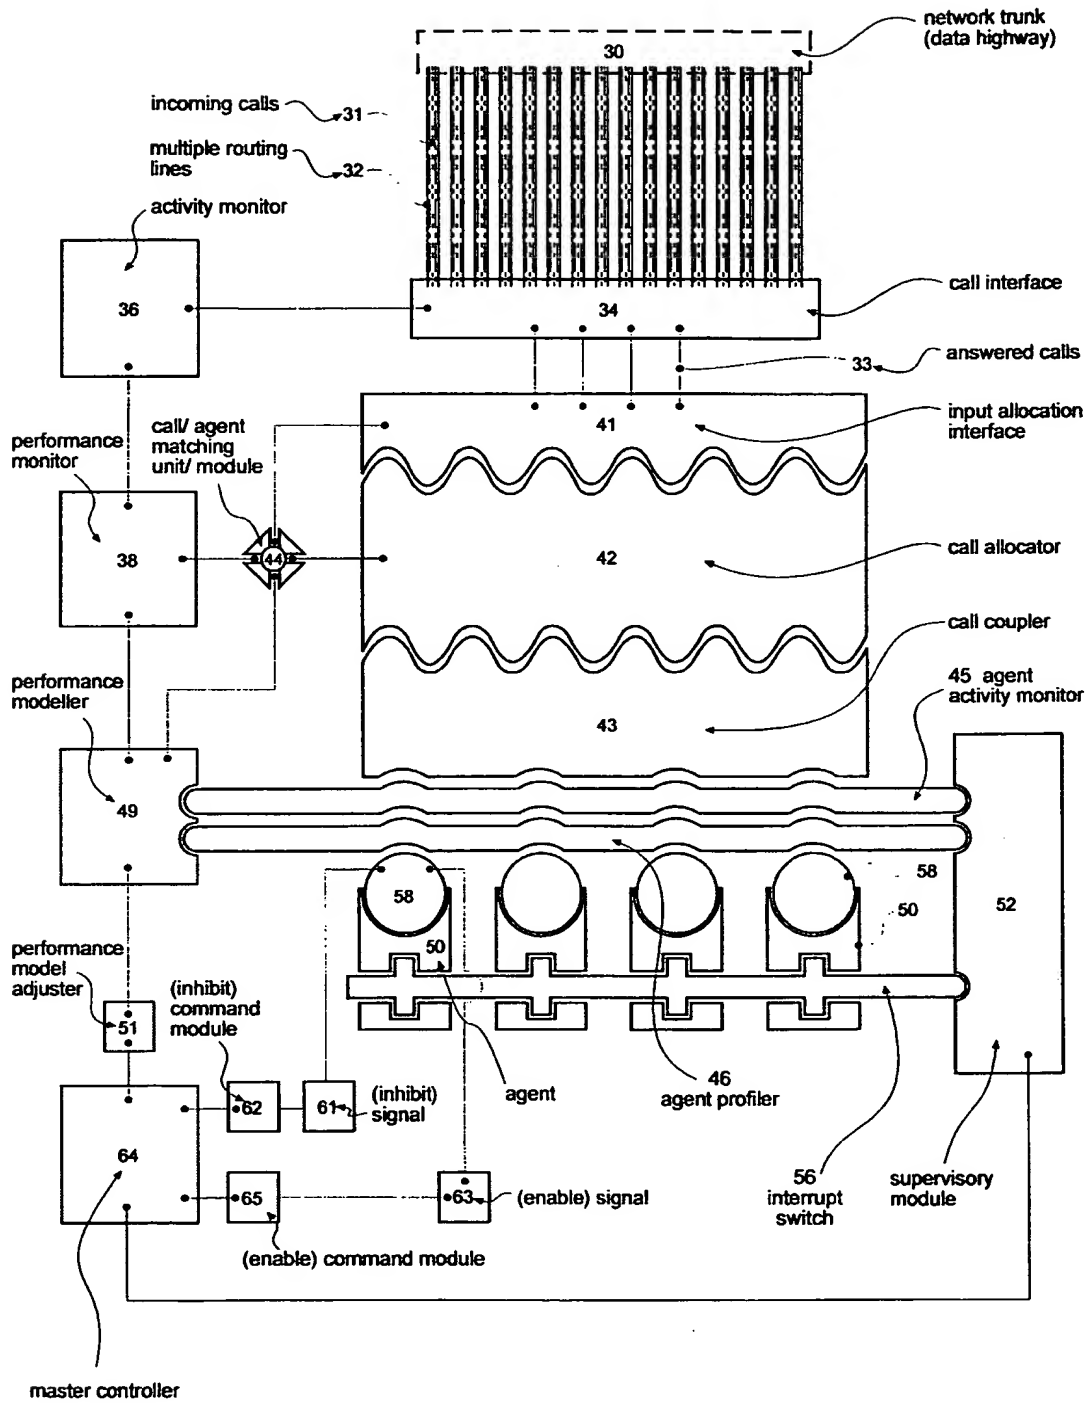 network trunk
(data highway)
30
incoming calls
31
multiple routing
lines
32
activity monitor
36
34
call interface
33
answered calls
41
input allocation
interface
performance
monitor
call/ agent
matching
unit/ module
38
44
42
call allocator
call coupler
performance
modeller
43
45 agent
activity monitor
49
58
58
50
50
52
performance
model
adjuster
(inhibit)
command
module
51
62
61
(inhibit)
signal
agent
46
agent profiler
64
65
63
(enable) signal
56
interrupt
switch
supervisory
module
(enable) command module
master controller